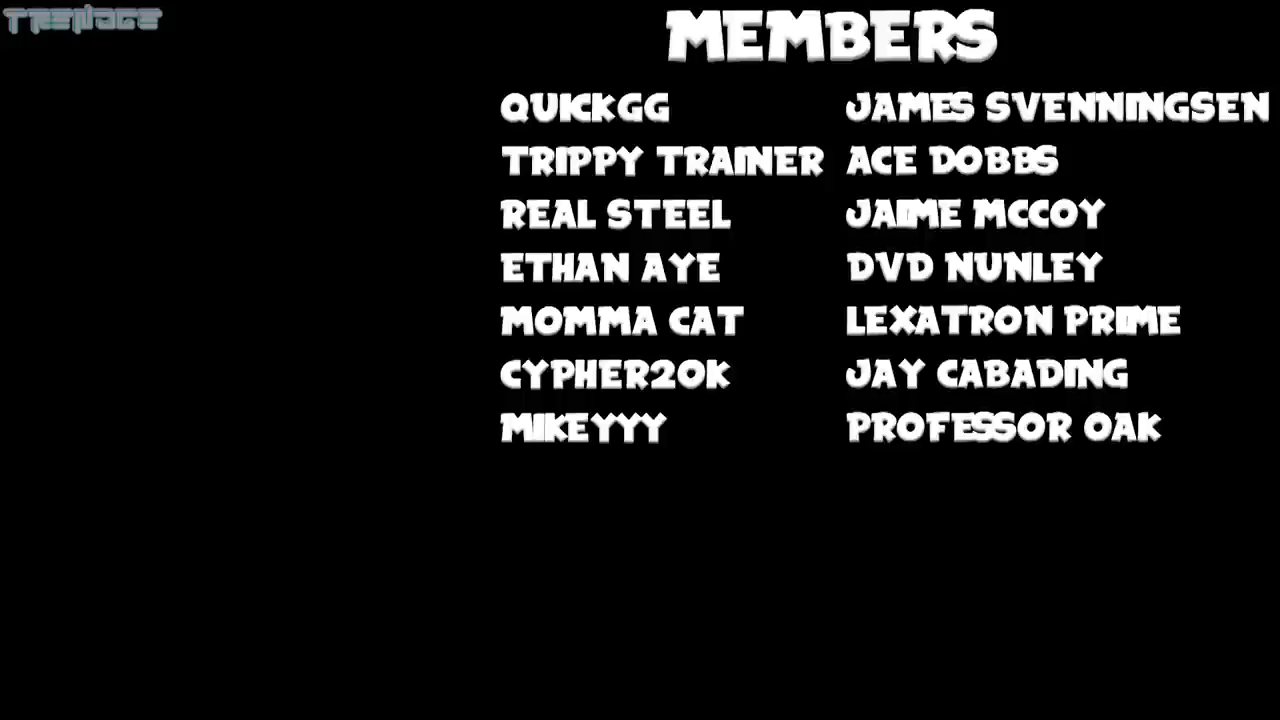 TRENOCE
MEMBERS
QUICKGG
JAMES SVENNINGSEN
TRIPPY TRAINER
ACE DOBBS
REAL STEEL
JAIME MCCOY
ETHAN AYE
DVD NUNLEY
MOMMA CAT
LEXATRON PRIME
CYPHER20K
JAY CABADING
MIKEYYY
PROFESSOR OAK